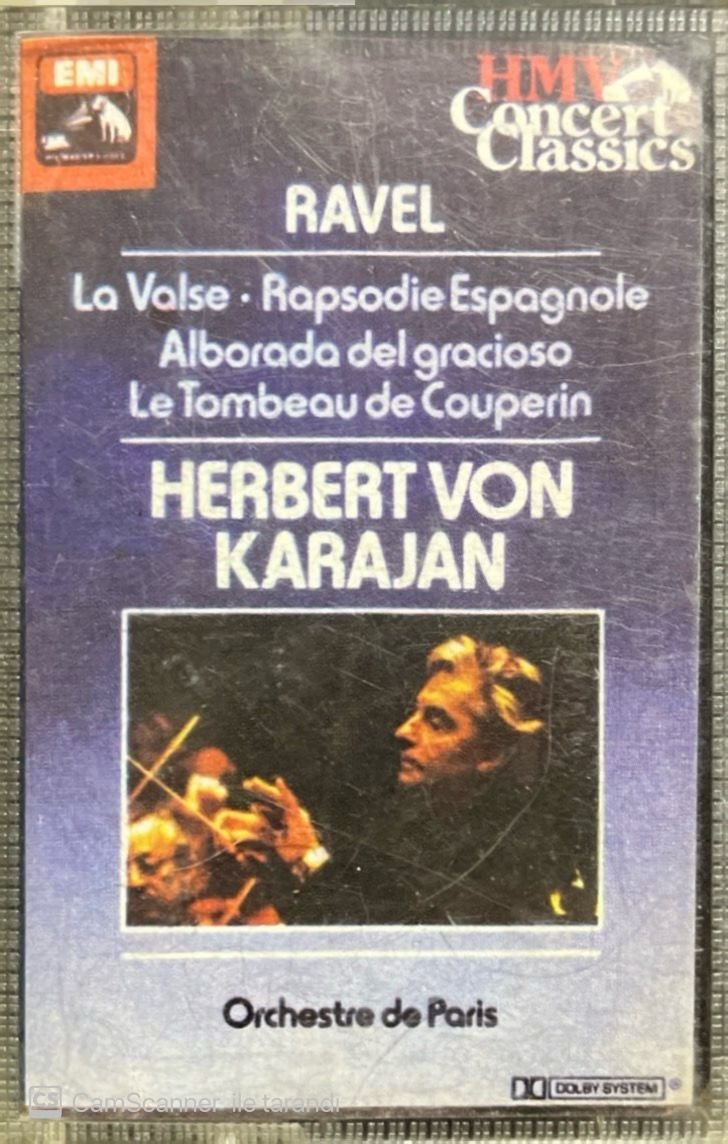 EMI
HMV
Concert
Classics
RAVEL
La Valse · Rapsodie Espagnole
Alborada del gracioso
Le Tombeau de Couperin
HERBERT VON
KARAJAN
Orchestre de Paris
DOLBY SYSTEM ®
CS CamScanner ile tarandı